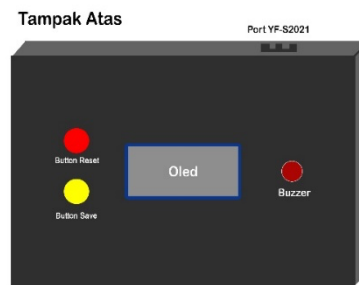 Tampak Atas
Port YF-S2021
Button Reset
Oled
Button Save
Buzzer